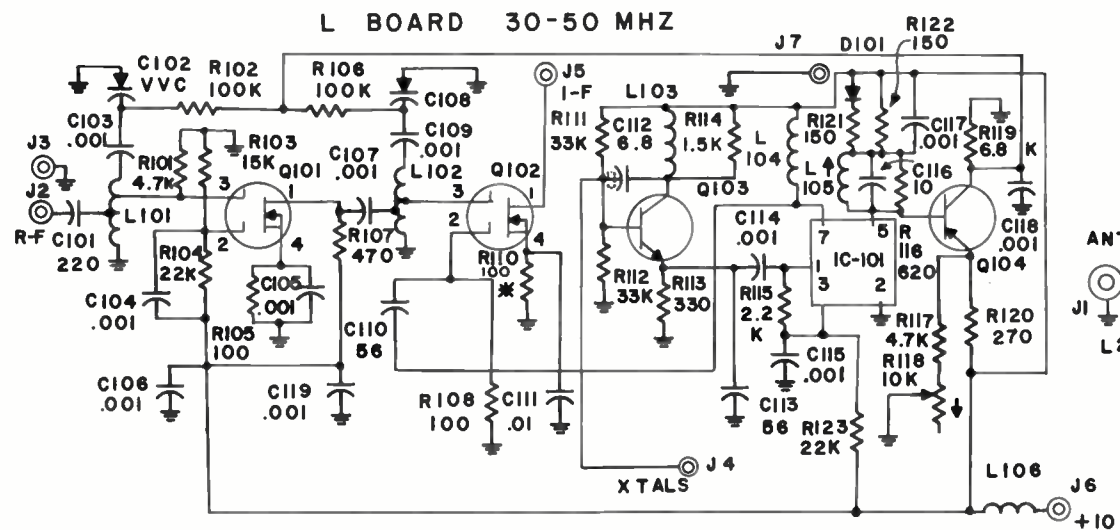 L BOARD 30-50 MHZ
C102
VVC
R102
100K
R106
100K
C108
J5
I-F
J7
D101
R122
150
L103
C103
.001
C109
.001
R111
33K
C112
6.8
R114
1.5K
L
104
R121
150
C117
.001
R119
6.8
K
J3
R101
4.7K
R103
15K
Q101
C107
.001
L102
Q102
Q103
L
105
C116
10
J2
R-F
C101
220
L101
3
2
1
4
3
2
1
4
R107
470
R110
100
※
C114
.001
7
5
1
3
2
IC-101
R
116
620
Q104
C118
.001
ANT
J1
L2
R104
22K
C104
.001
C105
.001
R105
100
C110
56
R112
33K
R113
330
R115
2.2
K
C115
.001
R117
4.7K
R118
10K
R120
270
C106
.001
C119
.001
R108
100
C111
.01
C113
56
R123
22K
J4
XTALS
L106
J6
+10